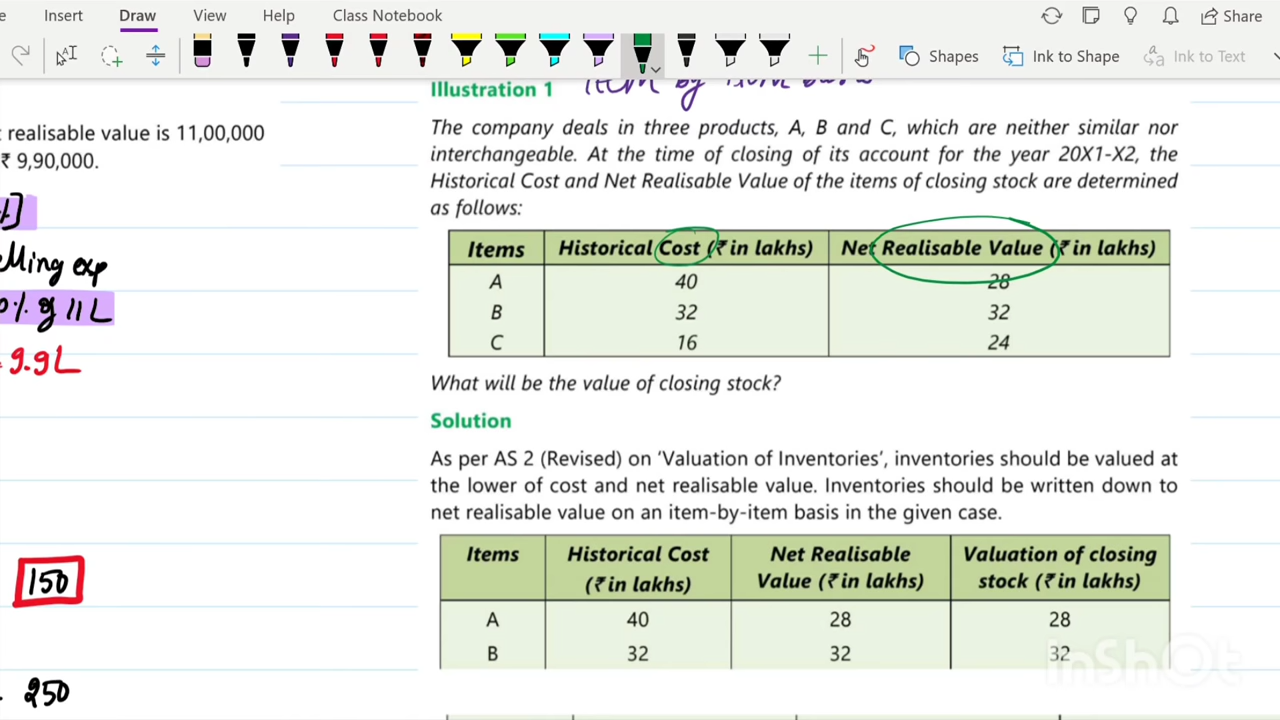 Insert Draw View Help Class Notebook Share
Shapes Ink to Shape Ink to Text
realisable value is 11,00,000
₹ 9,90,000.
lling exp
% of 11 L
9.9L
150
250
Illustration 1 Item by item basis
The company deals in three products, A, B and C, which are neither similar nor
interchangeable. At the time of closing of its account for the year 20X1-X2, the
Historical Cost and Net Realisable Value of the items of closing stock are determined
as follows:
Items Historical Cost (₹ in lakhs) Net Realisable Value (₹ in lakhs)
A 40 28
B 32 32
C 16 24
What will be the value of closing stock?
Solution
As per AS 2 (Revised) on ‘Valuation of Inventories’, inventories should be valued at
the lower of cost and net realisable value. Inventories should be written down to
net realisable value on an item-by-item basis in the given case.
Items Historical Cost Net Realisable Valuation of closing
(₹ in lakhs) Value (₹ in lakhs) stock (₹ in lakhs)
A 40 28 28
B 32 32 32
InShOt